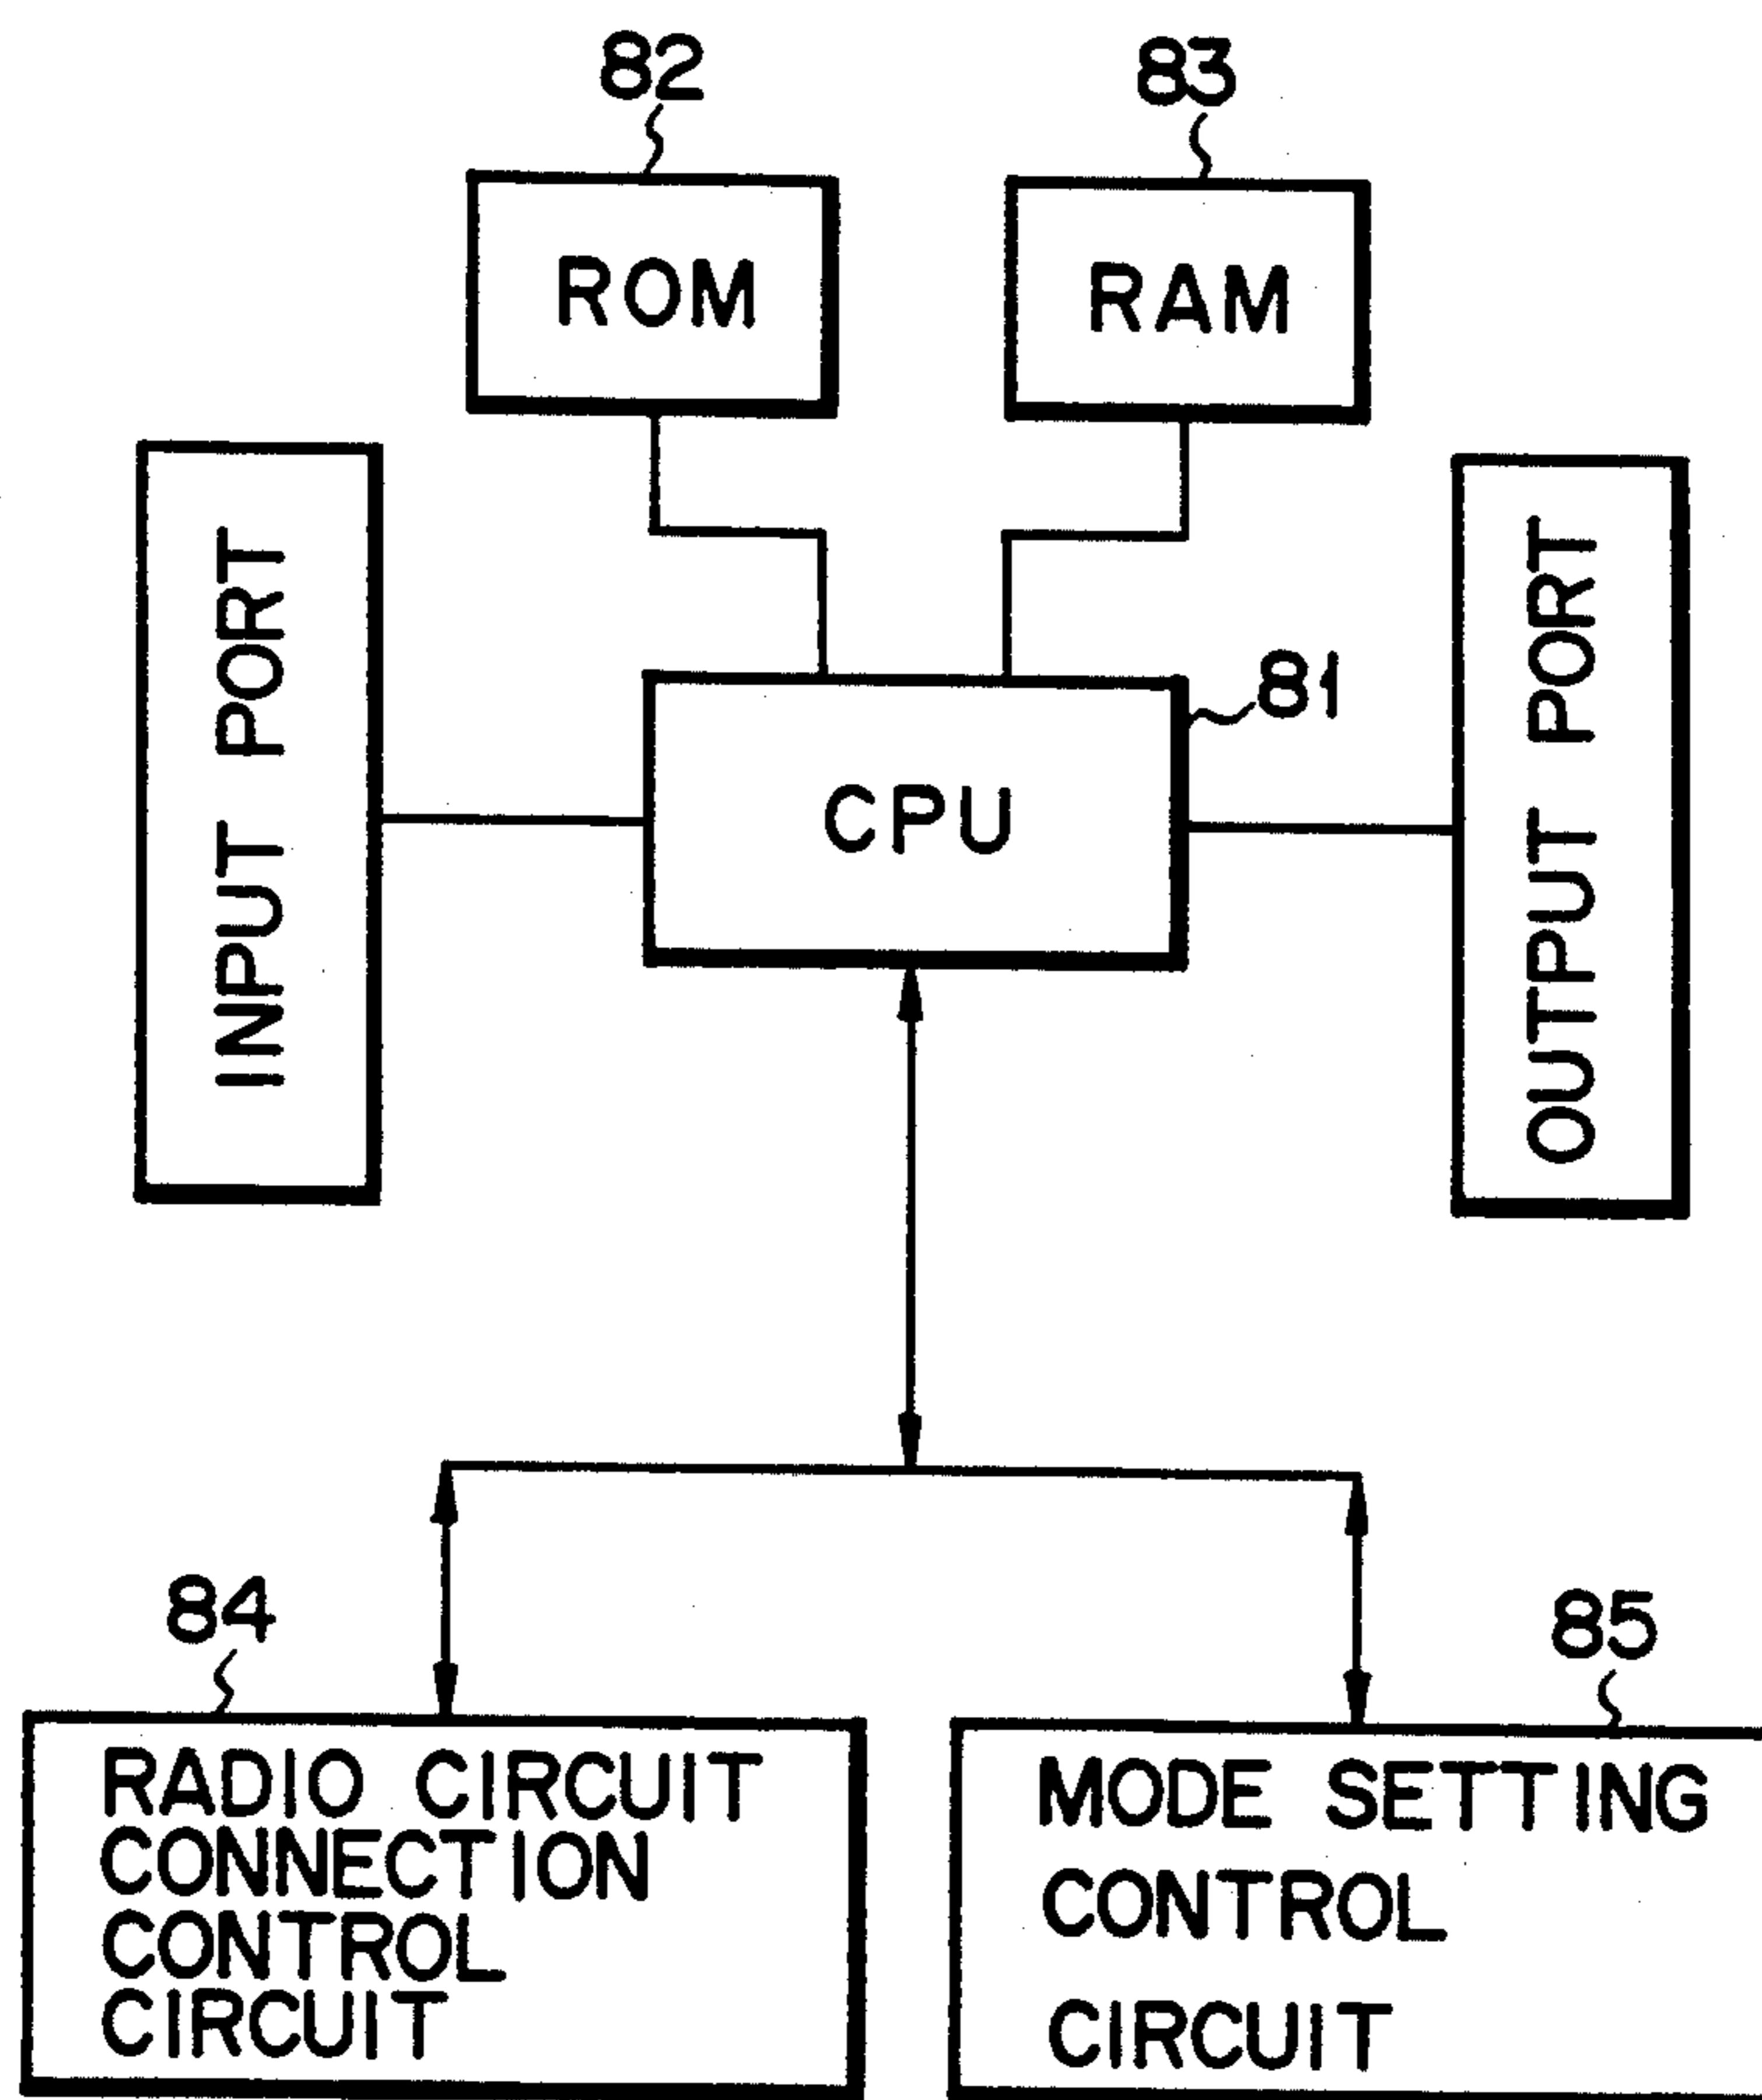 82
83
ROM
RAM
INPUT PORT
81
CPU
OUTPUT PORT
84
85
RADIO CIRCUIT
CONNECTION
CONTROL
CIRCUIT
MODE SETTING
CONTROL
CIRCUIT